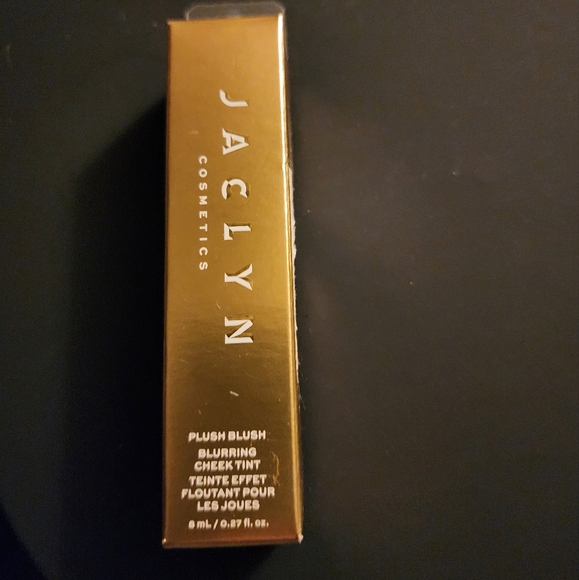 JACLYN
COSMETICS
PLUSH BLUSH
BLURRING
CHEEK TINT
TEINTE EFFET
FLOUTANT POUR
LES JOUES
8 mL / 0.27 fl. oz.